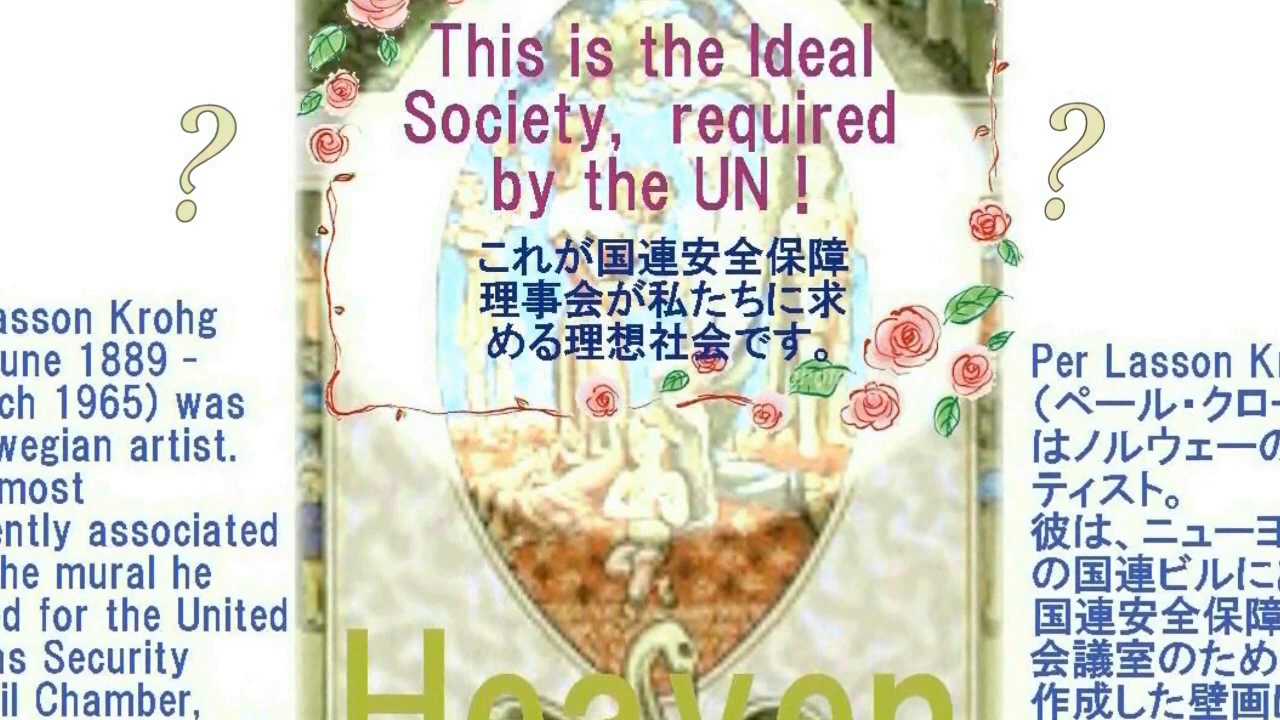 This is the Ideal
Society, required
by the UN !
これが国連安全保障
理事会が私たちに求
める理想社会です。
?
?
asson Krohg
une 1889 -
ch 1965) was
wegian artist.
most
ently associated
he mural he
d for the United
ns Security
il Chamber,
Per Lasson K
(ペール・クロー
はノルウェーの
ティスト。
彼は、ニューヨ
の国連ビルに
国連安全保障
会議室のため
作成した壁画
Heaven